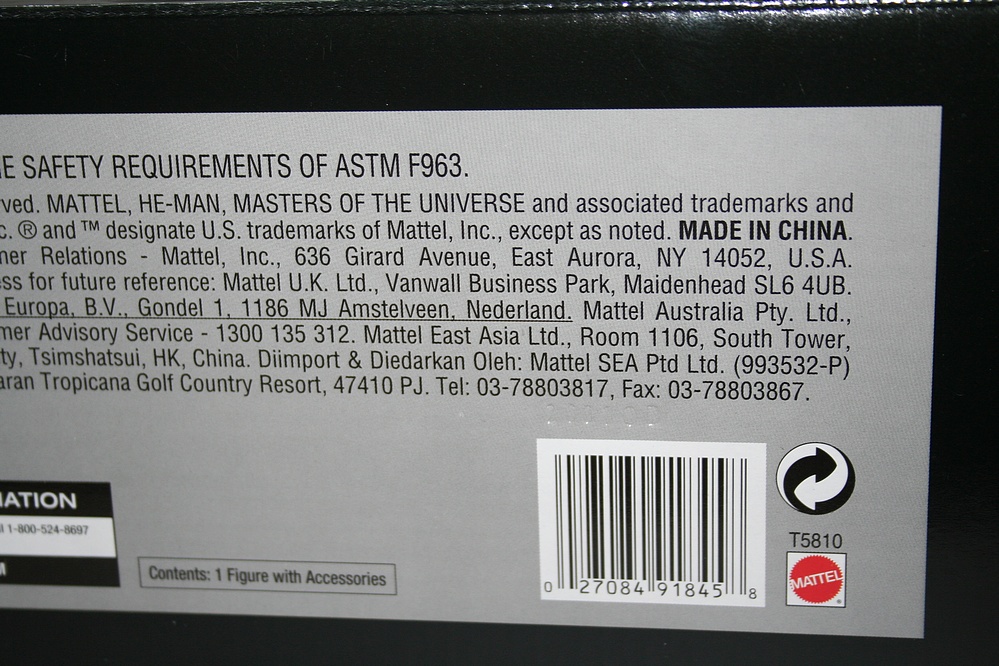 E SAFETY REQUIREMENTS OF ASTM F963.
ved. MATTEL, HE-MAN, MASTERS OF THE UNIVERSE and associated trademarks and
c. ® and ™ designate U.S. trademarks of Mattel, Inc., except as noted. MADE IN CHINA.
mer Relations - Mattel, Inc., 636 Girard Avenue, East Aurora, NY 14052, U.S.A.
ss for future reference: Mattel U.K. Ltd., Vanwall Business Park, Maidenhead SL6 4UB.
Europa, B.V., Gondel 1, 1186 MJ Amstelveen, Nederland. Mattel Australia Pty. Ltd.,
mer Advisory Service - 1300 135 312. Mattel East Asia Ltd., Room 1106, South Tower,
ty, Tsimshatsui, HK, China. Diimport & Diedarkan Oleh: Mattel SEA Ptd Ltd. (993532-P)
aran Tropicana Golf Country Resort, 47410 PJ. Tel: 03-78803817, Fax: 03-78803867.
ATION
1-800-524-8697
Contents: 1 Figure with Accessories
0 27084 91845 8
T5810
MATTEL